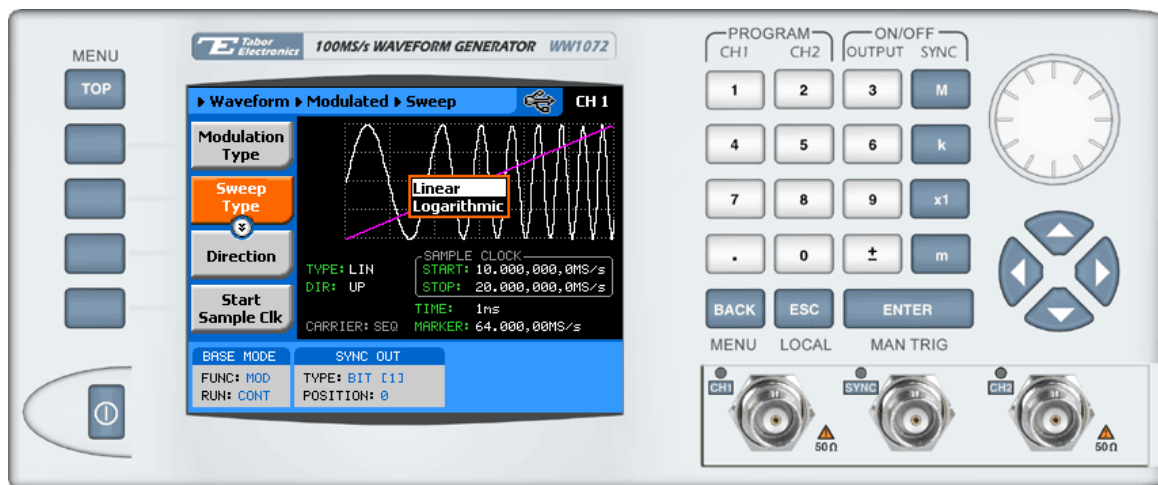 MENU
TOP
Tabor
Electronics
100MS/s WAVEFORM GENERATOR WW1072
▶ Waveform ▶ Modulated ▶ Sweep CH 1
Modulation
Type
Sweep
Type
Direction
Start
Sample Clk
Linear
Logarithmic
TYPE: LIN
DIR: UP
CARRIER: SEQ
SAMPLE CLOCK
START: 10.000,000,0MS/s
STOP: 20.000,000,0MS/s
TIME: 1ns
MARKER: 64.000,00MS/s
BASE MODE
FUNC: MOD
RUN: CONT
SYNC OUT
TYPE: BIT [1]
POSITION: 0
PROGRAM
CH1 CH2
ON/OFF
OUTPUT SYNC
1 2 3 M
4 5 6 k
7 8 9 x1
. 0 ± m
BACK ESC ENTER
MENU LOCAL MAN TRIG
CH1 SYNC CH2
50Ω 50Ω